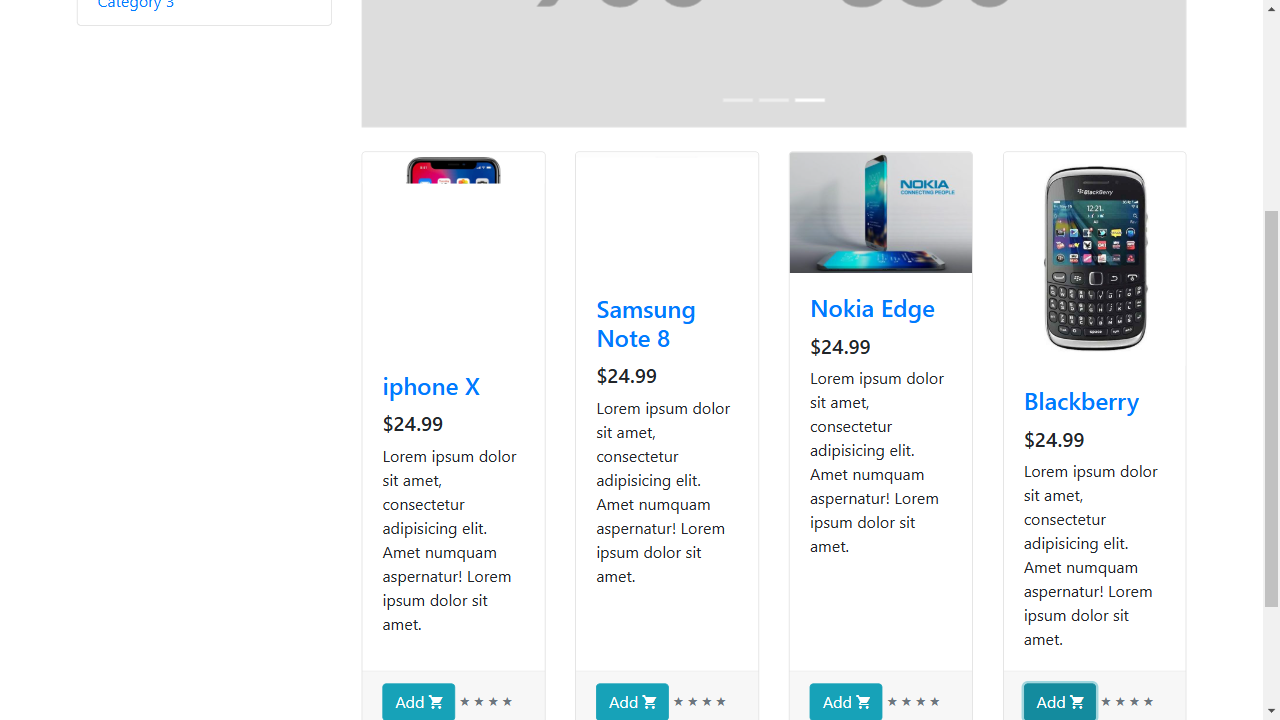 Category 3
iphone X
$24.99
Lorem ipsum dolor
sit amet,
consectetur
adipisicing elit.
Amet numquam
aspernatur! Lorem
ipsum dolor sit
amet.
Add
Samsung
Note 8
$24.99
Lorem ipsum dolor
sit amet,
consectetur
adipisicing elit.
Amet numquam
aspernatur! Lorem
ipsum dolor sit
amet.
Add
NOKIA
CONNECTING PEOPLE
Nokia Edge
$24.99
Lorem ipsum dolor
sit amet,
consectetur
adipisicing elit.
Amet numquam
aspernatur! Lorem
ipsum dolor sit
amet.
Add
BlackBerry
12:21
Blackberry
$24.99
Lorem ipsum dolor
sit amet,
consectetur
adipisicing elit.
Amet numquam
aspernatur! Lorem
ipsum dolor sit
amet.
Add